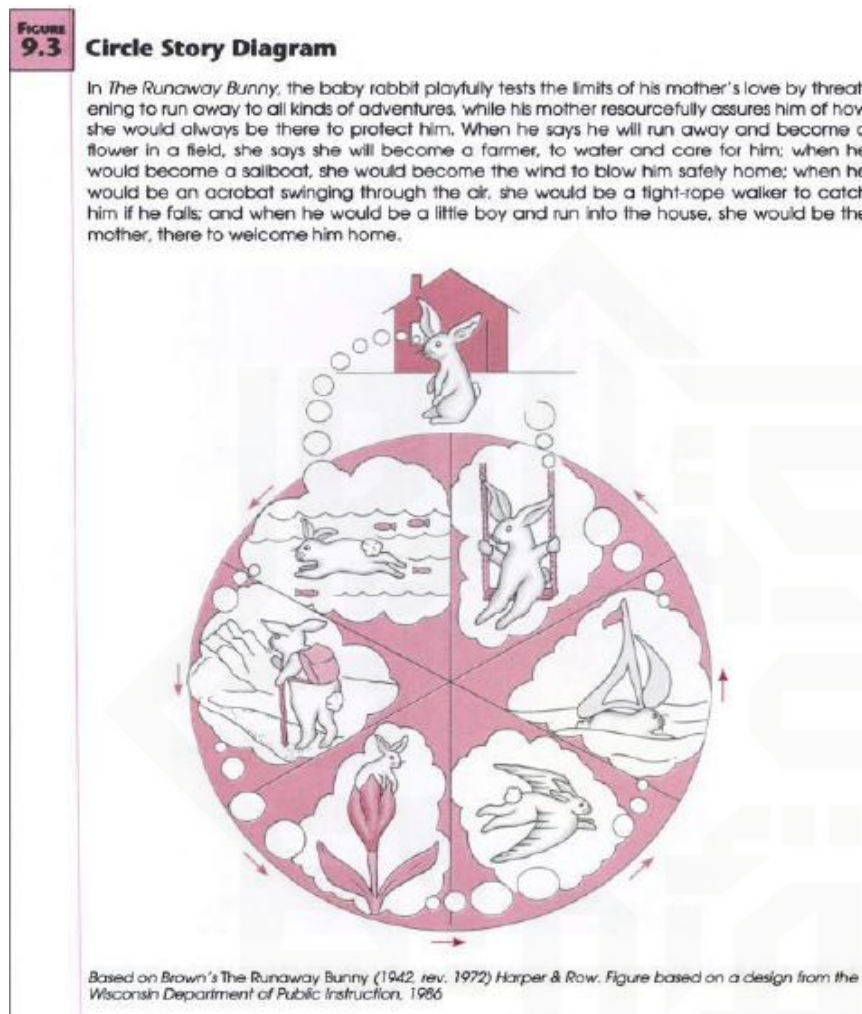 FIGURE
9.3
Circle Story Diagram
In The Runaway Bunny, the baby rabbit playfully tests the limits of his mother's love by threat
ening to run away to all kinds of adventures, while his mother resourcefully assures him of how
she would always be there to protect him. When he says he will run away and become a
flower in a field, she says she will become a farmer, to water and care for him; when he
would become a sailboat, she would become the wind to blow him safely home; when he
would be an acrobat swinging through the air, she would be a tight-rope walker to catch
him if he falls; and when he would be a little boy and run into the house, she would be the
mother, there to welcome him home.
Based on Brown's The Runaway Bunny (1942, rev. 1972) Harper & Row. Figure based on a design from the
Wisconsin Department of Public Instruction, 1986